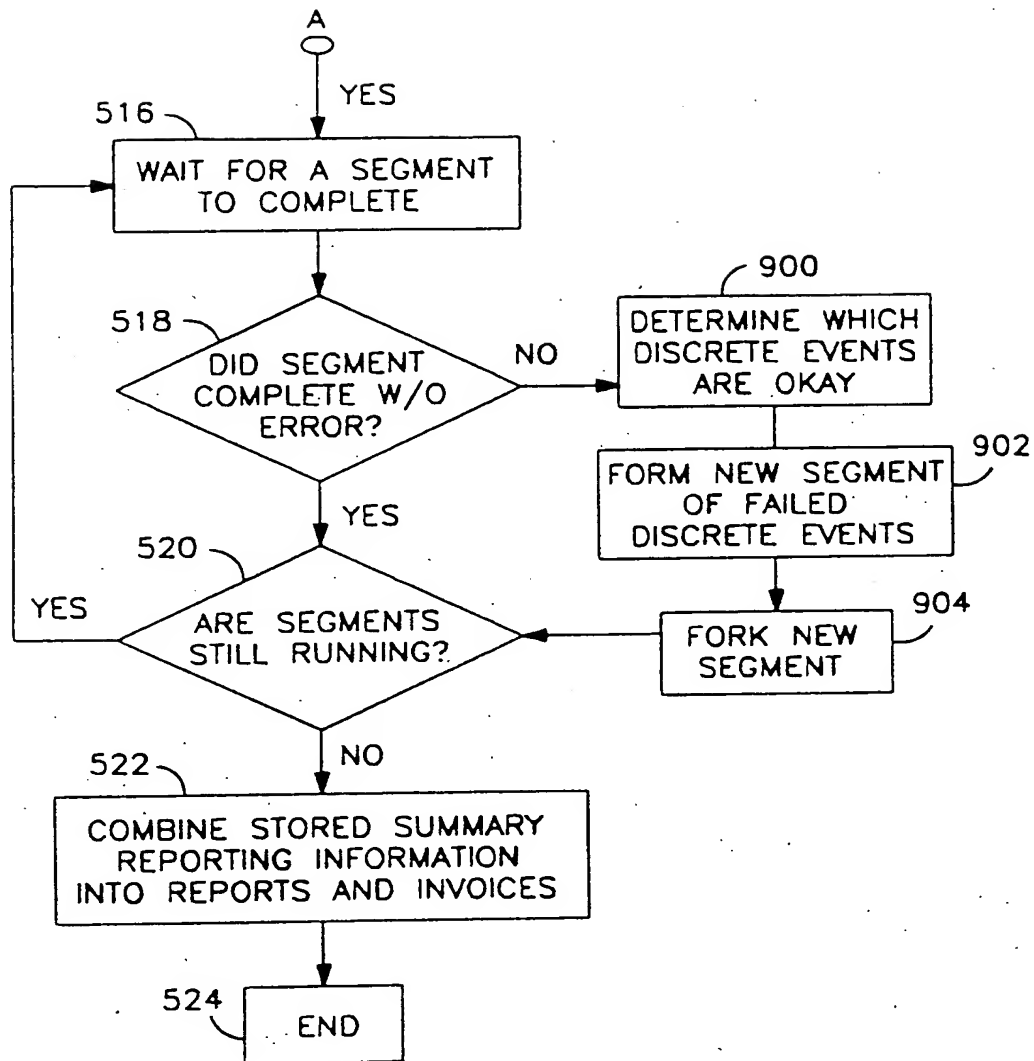 A
YES
516
WAIT FOR A SEGMENT
TO COMPLETE
518
DID SEGMENT
COMPLETE W/O
ERROR?
NO
900
DETERMINE WHICH
DISCRETE EVENTS
ARE OKAY
902
FORM NEW SEGMENT
OF FAILED
DISCRETE EVENTS
YES
520
YES
ARE SEGMENTS
STILL RUNNING?
904
FORK NEW
SEGMENT
NO
522
COMBINE STORED SUMMARY
REPORTING INFORMATION
INTO REPORTS AND INVOICES
524
END